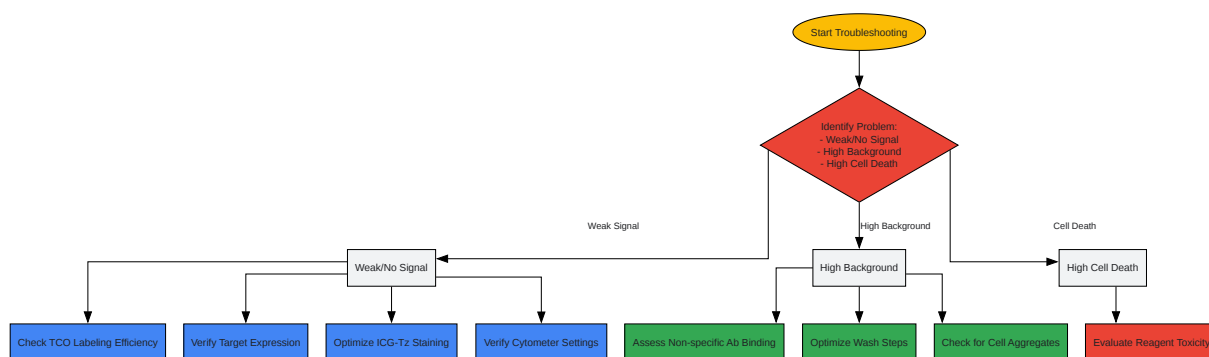 Start Troubleshooting
Identify Problem:
- Weak/No Signal
- High Background
- High Cell Death
Weak Signal
High Background
Cell Death
Weak/No Signal
High Background
High Cell Death
Check TCO Labeling Efficiency
Verify Target Expression
Optimize ICG-Tz Staining
Verify Cytometer Settings
Assess Non-specific Ab Binding
Optimize Wash Steps
Check for Cell Aggregates
Evaluate Reagent Toxicity